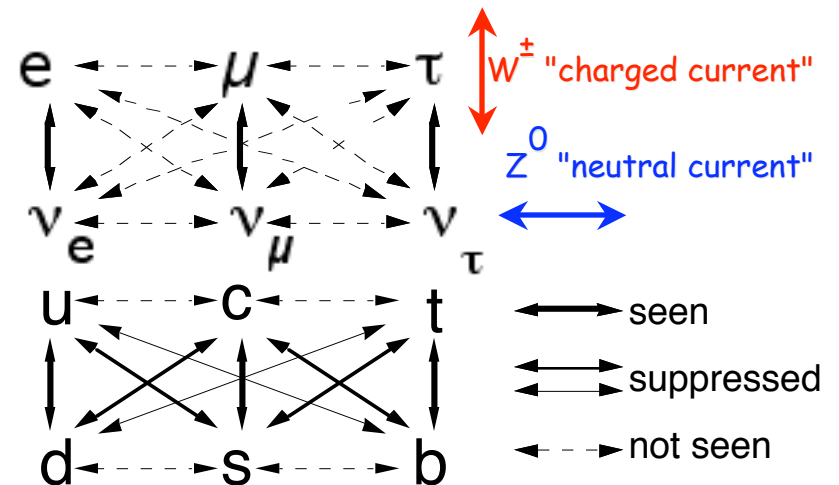 e μ τ
W± "charged current"
Z0 "neutral current"
νe νμ ντ
u c t
seen
suppressed
not seen
d s b